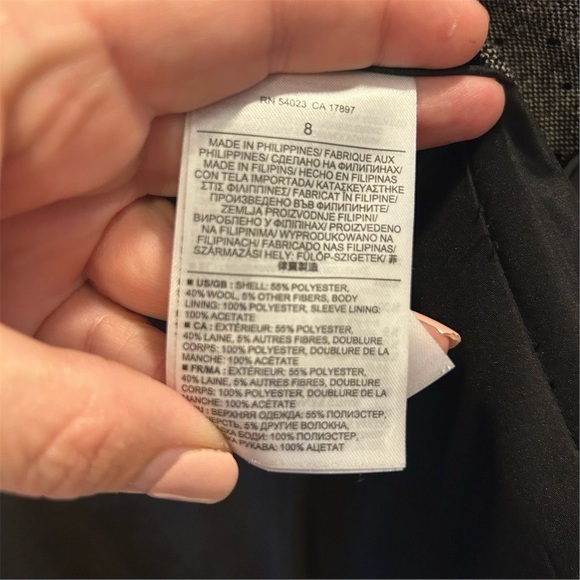 RN 54023 CA 17897
8
MADE IN PHILIPPINES/ FABRIQUE AUX
PHILIPPINES/ СДЕЛАНО НА ФИЛИПИНАХ/
MADE IN FILIPINAS/ HECHO EN FILIPINAS
CON TELA IMPORTADA/ ΚΑΤΑΣΚΕΥΑΣΤΗΚΕ
ΣΤΙΣ ΦΙΛΙΠΠΙΝΕΣ/ FABRICAT ÎN FILIPINE/
ПРОИЗВЕДЕНО ВЪВ ФИЛИПИНИТЕ/
ZEMLJA PROIZVODNJE FILIPINI/
ВИРОБЛЕНО У ФІЛІПІНАХ/ PROIZVEDENO
NA FILIPINIMA/ WYPRODUKOWANO NA
FILIPINACH/ FABRICADO NAS FILIPINAS/
SZÁRMAZÁSI HELY: FÜLÖP-SZIGETEK/ 菲
律賓製造
■ US/GB : SHELL: 55% POLYESTER,
40% WOOL, 5% OTHER FIBERS, BODY
LINING: 100% POLYESTER, SLEEVE LINING:
100% ACETATE
■ CA : EXTÉRIEUR: 55% POLYESTER,
40% LAINE, 5% AUTRES FIBRES, DOUBLURE
CORPS: 100% POLYESTER, DOUBLURE DE LA
MANCHE: 100% ACÉTATE
■ FR/MA : EXTÉRIEUR: 55% POLYESTER,
40% LAINE, 5% AUTRES FIBRES, DOUBLURE
CORPS: 100% POLYESTER, DOUBLURE DE LA
MANCHE: 100% ACÉTATE
: ВЕРХНЯЯ ОДЕЖДА: 55% ПОЛИЭСТЕР,
5% ДРУГИЕ ВОЛОКНА,
БОДИ: 100% ПОЛИЭСТЕР,
РУКАВА: 100% АЦЕТАТ